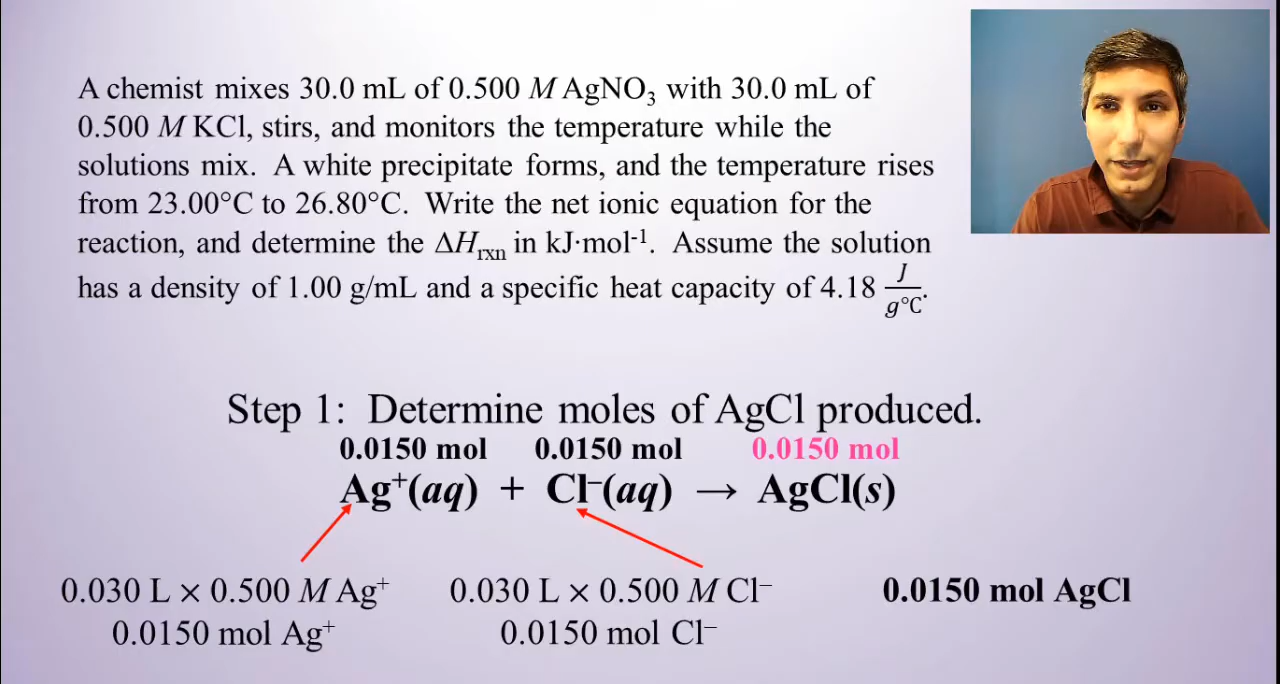 A chemist mixes 30.0 mL of 0.500 M AgNO₃ with 30.0 mL of
0.500 M KCl, stirs, and monitors the temperature while the
solutions mix. A white precipitate forms, and the temperature rises
from 23.00°C to 26.80°C. Write the net ionic equation for the
reaction, and determine the ΔHᵣₓₙ in kJ·mol⁻¹. Assume the solution
has a density of 1.00 g/mL and a specific heat capacity of 4.18 J/g°C.
Step 1: Determine moles of AgCl produced.
0.0150 mol 0.0150 mol 0.0150 mol
Ag⁺(aq) + Cl⁻(aq) → AgCl(s)
0.030 L × 0.500 M Ag⁺ 0.030 L × 0.500 M Cl⁻ 0.0150 mol AgCl
0.0150 mol Ag⁺ 0.0150 mol Cl⁻